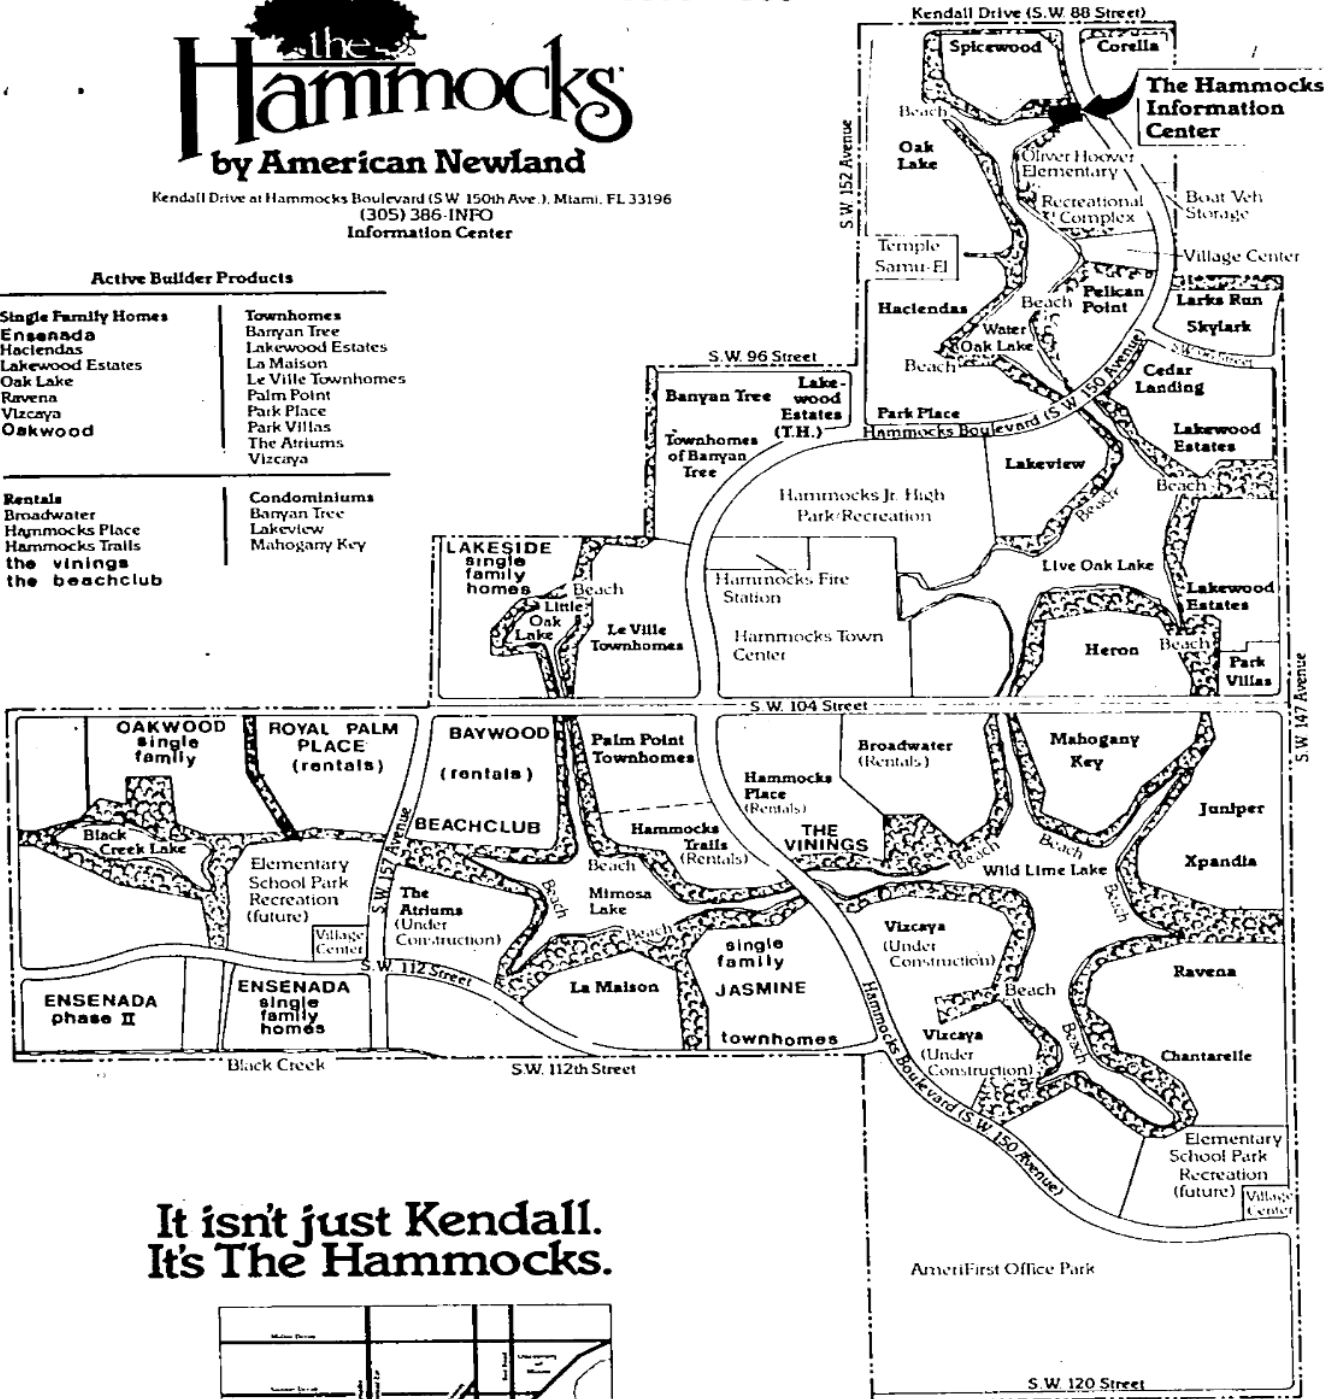 the
Hammocks
by American Newland
Kendall Drive at Hammocks Boulevard (S.W. 150th Ave.), Miami, FL 33196
(305) 386-INFO
Information Center
Active Builder Products
Single Family Homes
Ensenada
Haciendas
Lakewood Estates
Oak Lake
Ravena
Vizcaya
Oakwood
Townhomes
Banyan Tree
Lakewood Estates
La Maison
Le Ville Townhomes
Palm Point
Park Place
Park Villas
The Atriums
Vizcaya
Rentals
Broadwater
Hammocks Place
Hammocks Trails
the vinings
the beachclub
Condominiums
Banyan Tree
Lakeview
Mahogany Key
Kendall Drive (S.W. 88 Street)
Spicewood
Corella
The Hammocks
Information
Center
Beach
Oak
Lake
S.W. 152 Avenue
Oliver Hoover
Elementary
Recreational
Complex
Boat Veh
Storage
Temple
Samu-El
Village Center
Haciendas
Beach
Pelican
Point
Larks Run
Skylark
Water
Oak Lake
Beach
Cedar
Landing
S.W. 96 Street
Banyan Tree
Lake-
wood
Estates
(T.H.)
Park Place
Hammocks Boulevard (S.W. 150 Avenue)
Townhomes
of Banyan
Tree
Lakeview
Lakewood
Estates
Beach
Beach
Hammocks Jr. High
Park/Recreation
LAKESIDE
single
family
homes
Beach
Little
Oak
Lake
Le Ville
Townhomes
Hammocks Fire
Station
Hammocks Town
Center
Live Oak Lake
Lakewood
Estates
Heron
Beach
Park
Villas
S.W. 147 Avenue
S.W. 104 Street
OAKWOOD
single
family
ROYAL PALM
PLACE
(rentals)
BAYWOOD
(rentals)
BEACHCLUB
Palm Point
Townhomes
Hammocks
Place
(Rentals)
Broadwater
(Rentals)
Mahogany
Key
Juniper
Xpandia
Black
Creek Lake
S.W. 157 Avenue
Hammocks
Trails
(Rentals)
THE
VININGS
Beach
Beach
Beach
Wild Lime Lake
Beach
Elementary
School Park
Recreation
(future)
Village
Center
The
Atriums
(Under
Construction)
Beach
Mimosa
Lake
Beach
Vizcaya
(Under
Construction)
S.W. 112 Street
single
family
JASMINE
townhomes
La Maison
Ravena
ENSENADA
phase II
ENSENADA
single
family
homes
Beach
Hammocks Boulevard (S.W. 150 Avenue)
Vizcaya
(Under
Construction)
Beach
Chantarelle
Black Creek
S.W. 112th Street
Elementary
School Park
Recreation
(future)
Village
Center
It isn't just Kendall.
It's The Hammocks.
AmeriFirst Office Park
S.W. 120 Street